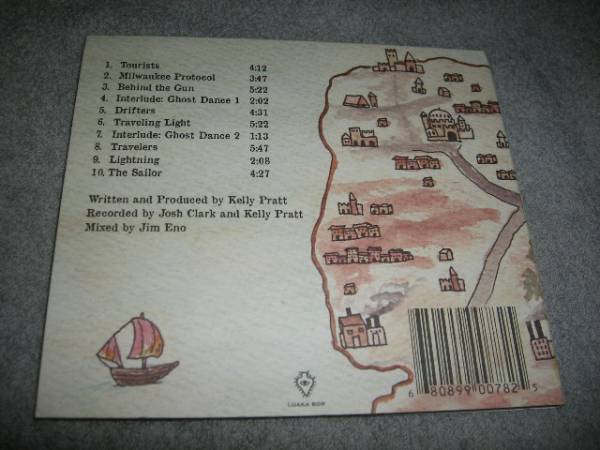 1. Tourists 4:12
2. Milwaukee Protocol 3:47
3. Behind the Gun 5:22
4. Interlude: Ghost Dance 1 2:02
5. Drifters 4:31
6. Traveling Light 5:22
7. Interlude: Ghost Dance 2 1:13
8. Travelers 5:47
9. Lightning 2:08
10. The Sailor 4:27
Written and Produced by Kelly Pratt
Recorded by Josh Clark and Kelly Pratt
Mixed by Jim Eno
LUAKA BOP
6 80899 00782 5